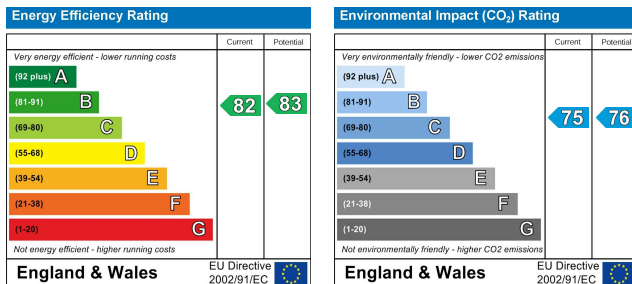 Energy Efficiency Rating
Current Potential
Very energy efficient - lower running costs
(92 plus) A
(81-91) B
(69-80) C
(55-68) D
(39-54) E
(21-38) F
(1-20) G
82 83
Not energy efficient - higher running costs
England & Wales
EU Directive
2002/91/EC
Environmental Impact (CO₂) Rating
Current Potential
Very environmentally friendly - lower CO2 emissions
(92 plus) A
(81-91) B
(69-80) C
(55-68) D
(39-54) E
(21-38) F
(1-20) G
75 76
Not environmentally friendly - higher CO2 emissions
England & Wales
EU Directive
2002/91/EC